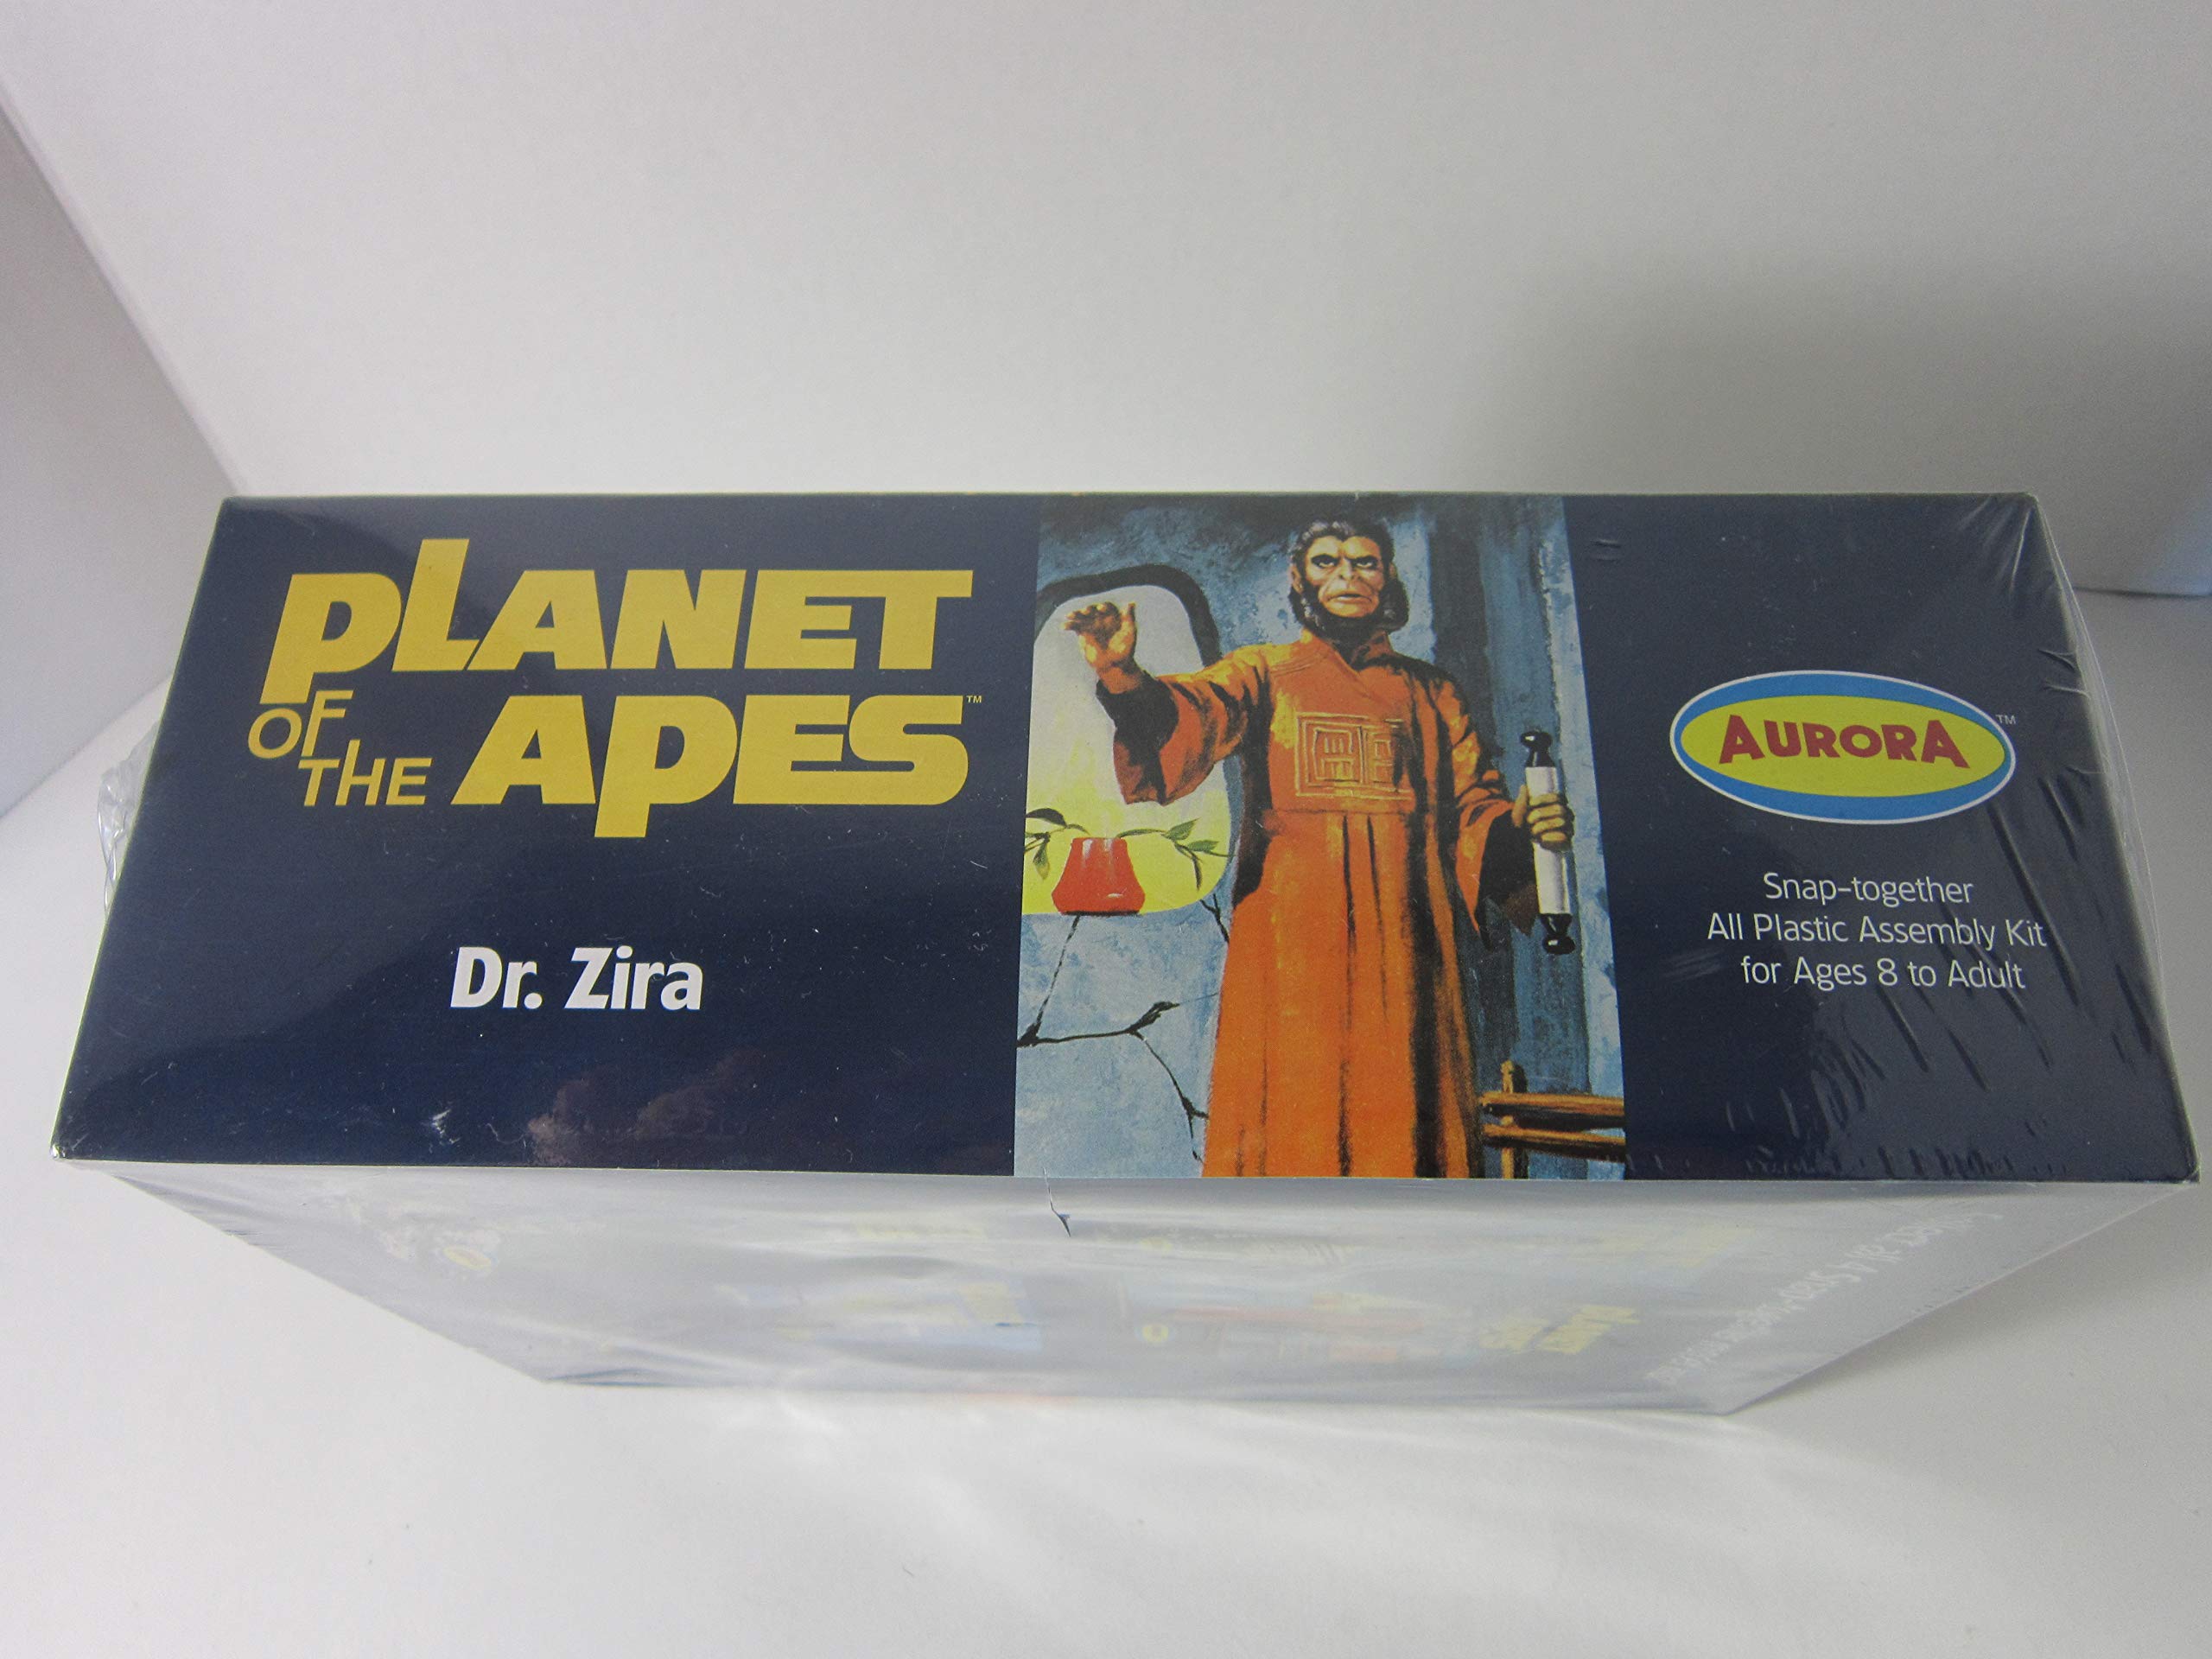 PLANET
OF
THE APES™
Dr. Zira
AURORA™
Snap-together
All Plastic Assembly Kit
for Ages 8 to Adult